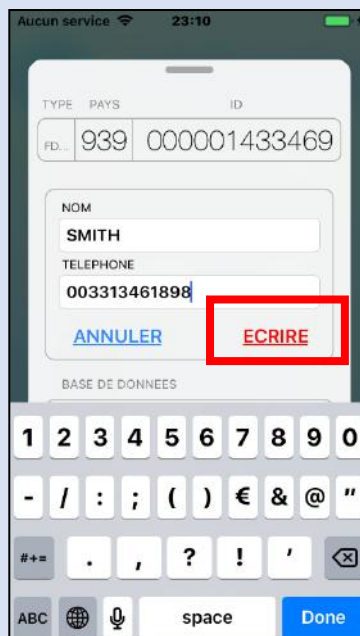 Aucun service 23:10
TYPE PAYS ID
FD... 939 000001433469
NOM
SMITH
TELEPHONE
003313461898
ANNULER ECRIRE
BASE DE DONNEES
1 2 3 4 5 6 7 8 9 0
- / : ; ( ) € & @ "
#+= . , ? ! ' 
ABC space Done